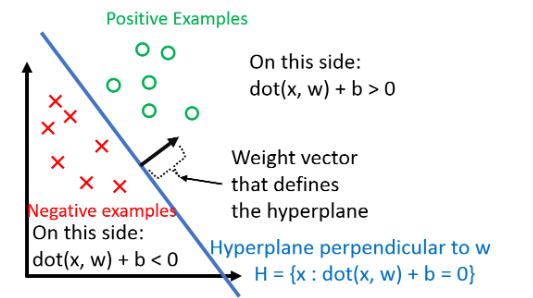 Positive Examples
On this side:
dot(x, w) + b > 0
Weight vector
that defines
the hyperplane
Negative examples
On this side:
dot(x, w) + b < 0
Hyperplane perpendicular to w
H = {x : dot(x, w) + b = 0}